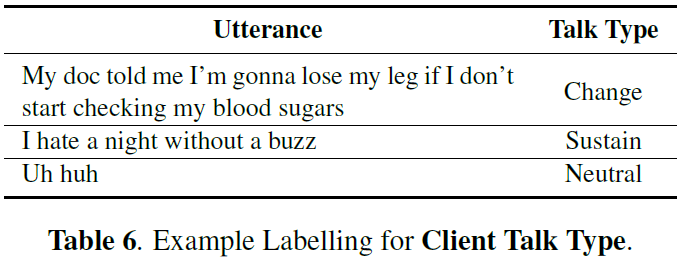 Utterance Talk Type
My doc told me I'm gonna lose my leg if I don't
start checking my blood sugars
Change
I hate a night without a buzz Sustain
Uh huh Neutral
Table 6. Example Labelling for Client Talk Type.